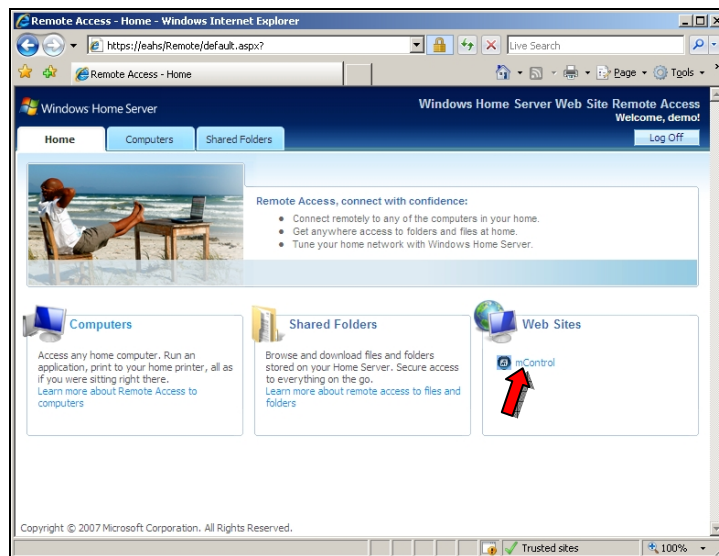 Remote Access - Home - Windows Internet Explorer
https://eahs/Remote/default.aspx?
Live Search
Remote Access - Home
Page
Tools
Windows Home Server
Windows Home Server Web Site Remote Access
Welcome, demo!
Home
Computers
Shared Folders
Log Off
Remote Access, connect with confidence:
Connect remotely to any of the computers in your home.
Get anywhere access to folders and files at home.
Tune your home network with Windows Home Server.
Computers
Access any home computer. Run an
application, print to your home printer, all as
if you were sitting right there.
Learn more about Remote Access to
computers
Shared Folders
Browse and download files and folders
stored on your Home Server. Secure access
to everything on the go.
Learn more about remote access to files and
folders
Web Sites
mControl
Copyright © 2007 Microsoft Corporation. All Rights Reserved.
Trusted sites
100%